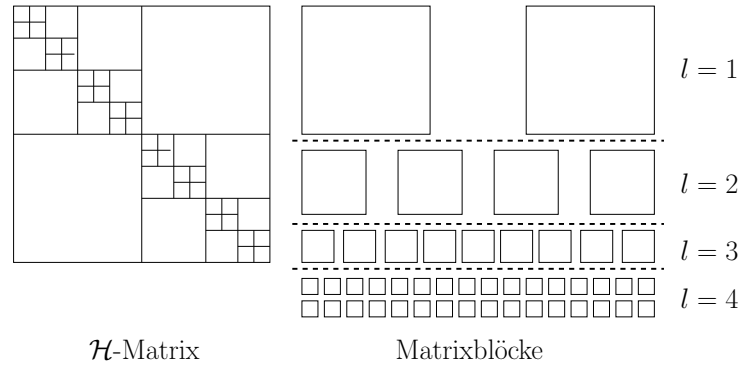 l = 1
l = 2
l = 3
l = 4
ℋ-Matrix
Matrixblöcke